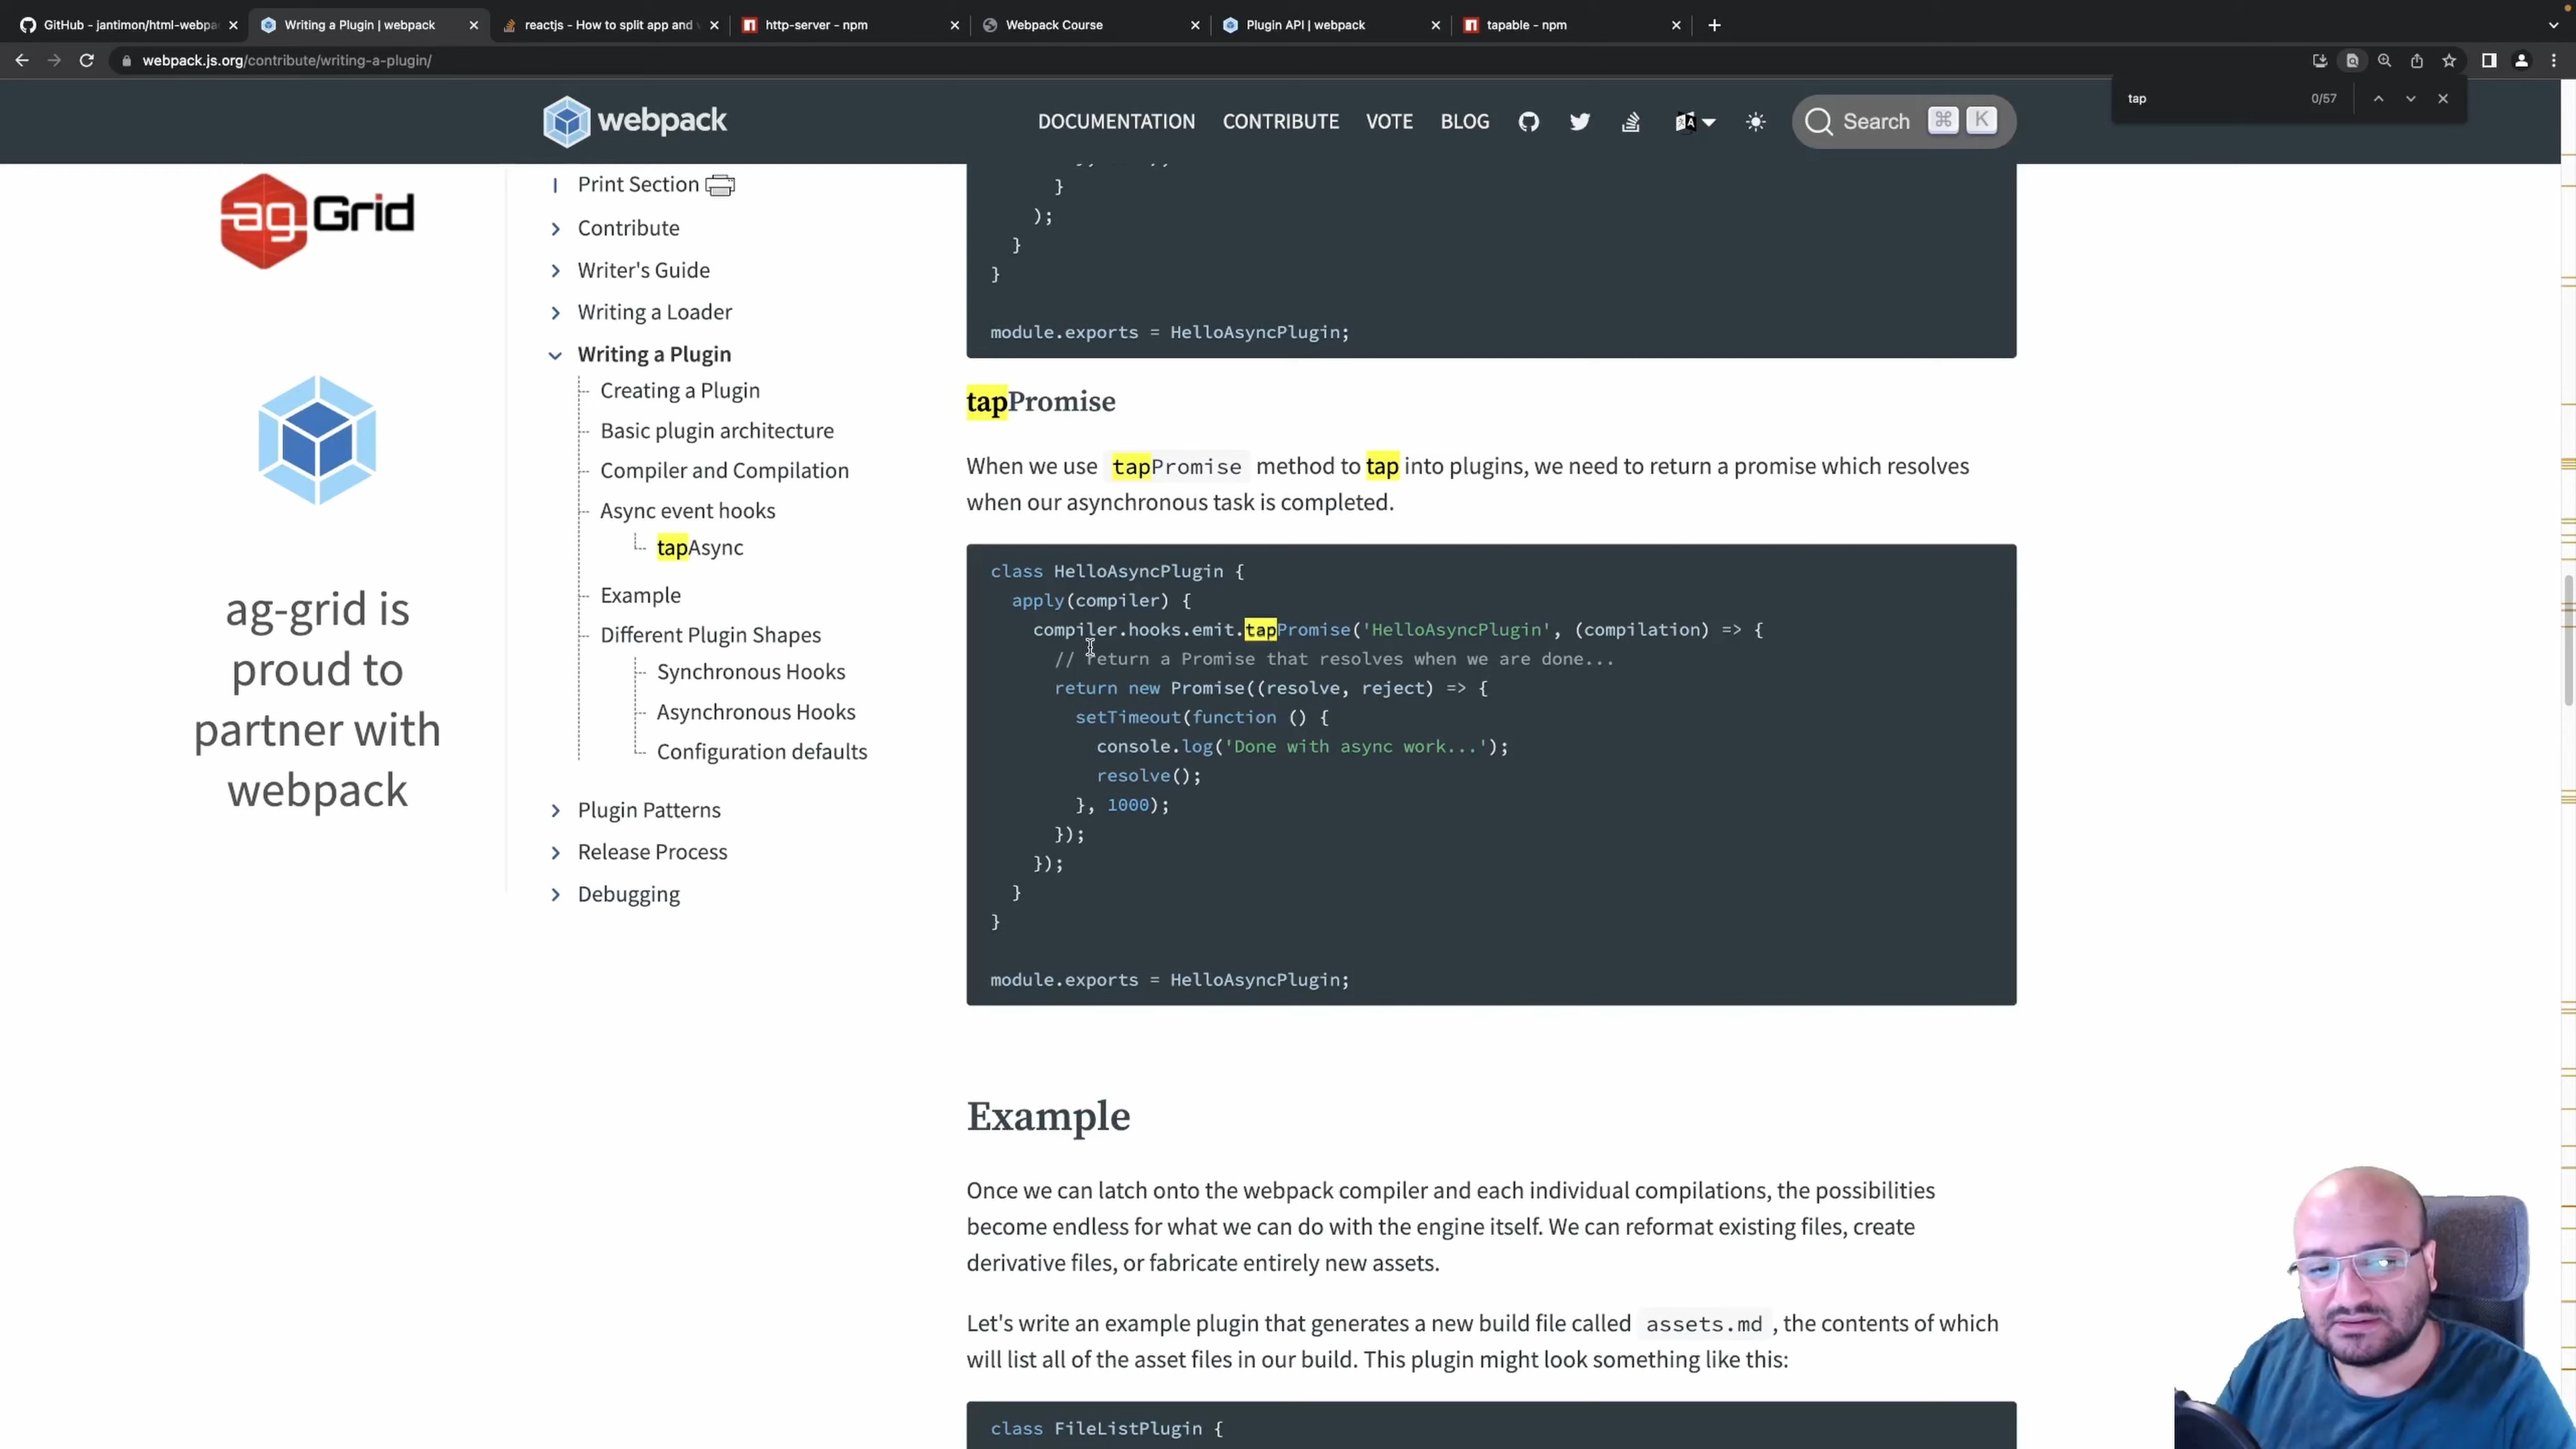 GitHub - jantimon/html-webpa
Writing a Plugin | webpack
reactjs - How to split app and
http-server - npm
Webpack Course
Plugin API | webpack
tapable - npm
webpack.js.org/contribute/writing-a-plugin/
tap
0/57
webpack
DOCUMENTATION
CONTRIBUTE
VOTE
BLOG
Search ⌘ K
ag-Grid
ag-grid is
proud to
partner with
webpack
Print Section
Contribute
Writer's Guide
Writing a Loader
Writing a Plugin
Creating a Plugin
Basic plugin architecture
Compiler and Compilation
Async event hooks
tapAsync
Example
Different Plugin Shapes
Synchronous Hooks
Asynchronous Hooks
Configuration defaults
Plugin Patterns
Release Process
Debugging
}
);
}
}
module.exports = HelloAsyncPlugin;
tapPromise
When we use tapPromise method to tap into plugins, we need to return a promise which resolves
when our asynchronous task is completed.
class HelloAsyncPlugin {
apply(compiler) {
compiler.hooks.emit.tapPromise('HelloAsyncPlugin', (compilation) => {
// return a Promise that resolves when we are done...
return new Promise((resolve, reject) => {
setTimeout(function () {
console.log('Done with async work...');
resolve();
}, 1000);
});
});
}
}
module.exports = HelloAsyncPlugin;
Example
Once we can latch onto the webpack compiler and each individual compilations, the possibilities
become endless for what we can do with the engine itself. We can reformat existing files, create
derivative files, or fabricate entirely new assets.
Let's write an example plugin that generates a new build file called assets.md, the contents of which
will list all of the asset files in our build. This plugin might look something like this:
class FileListPlugin {